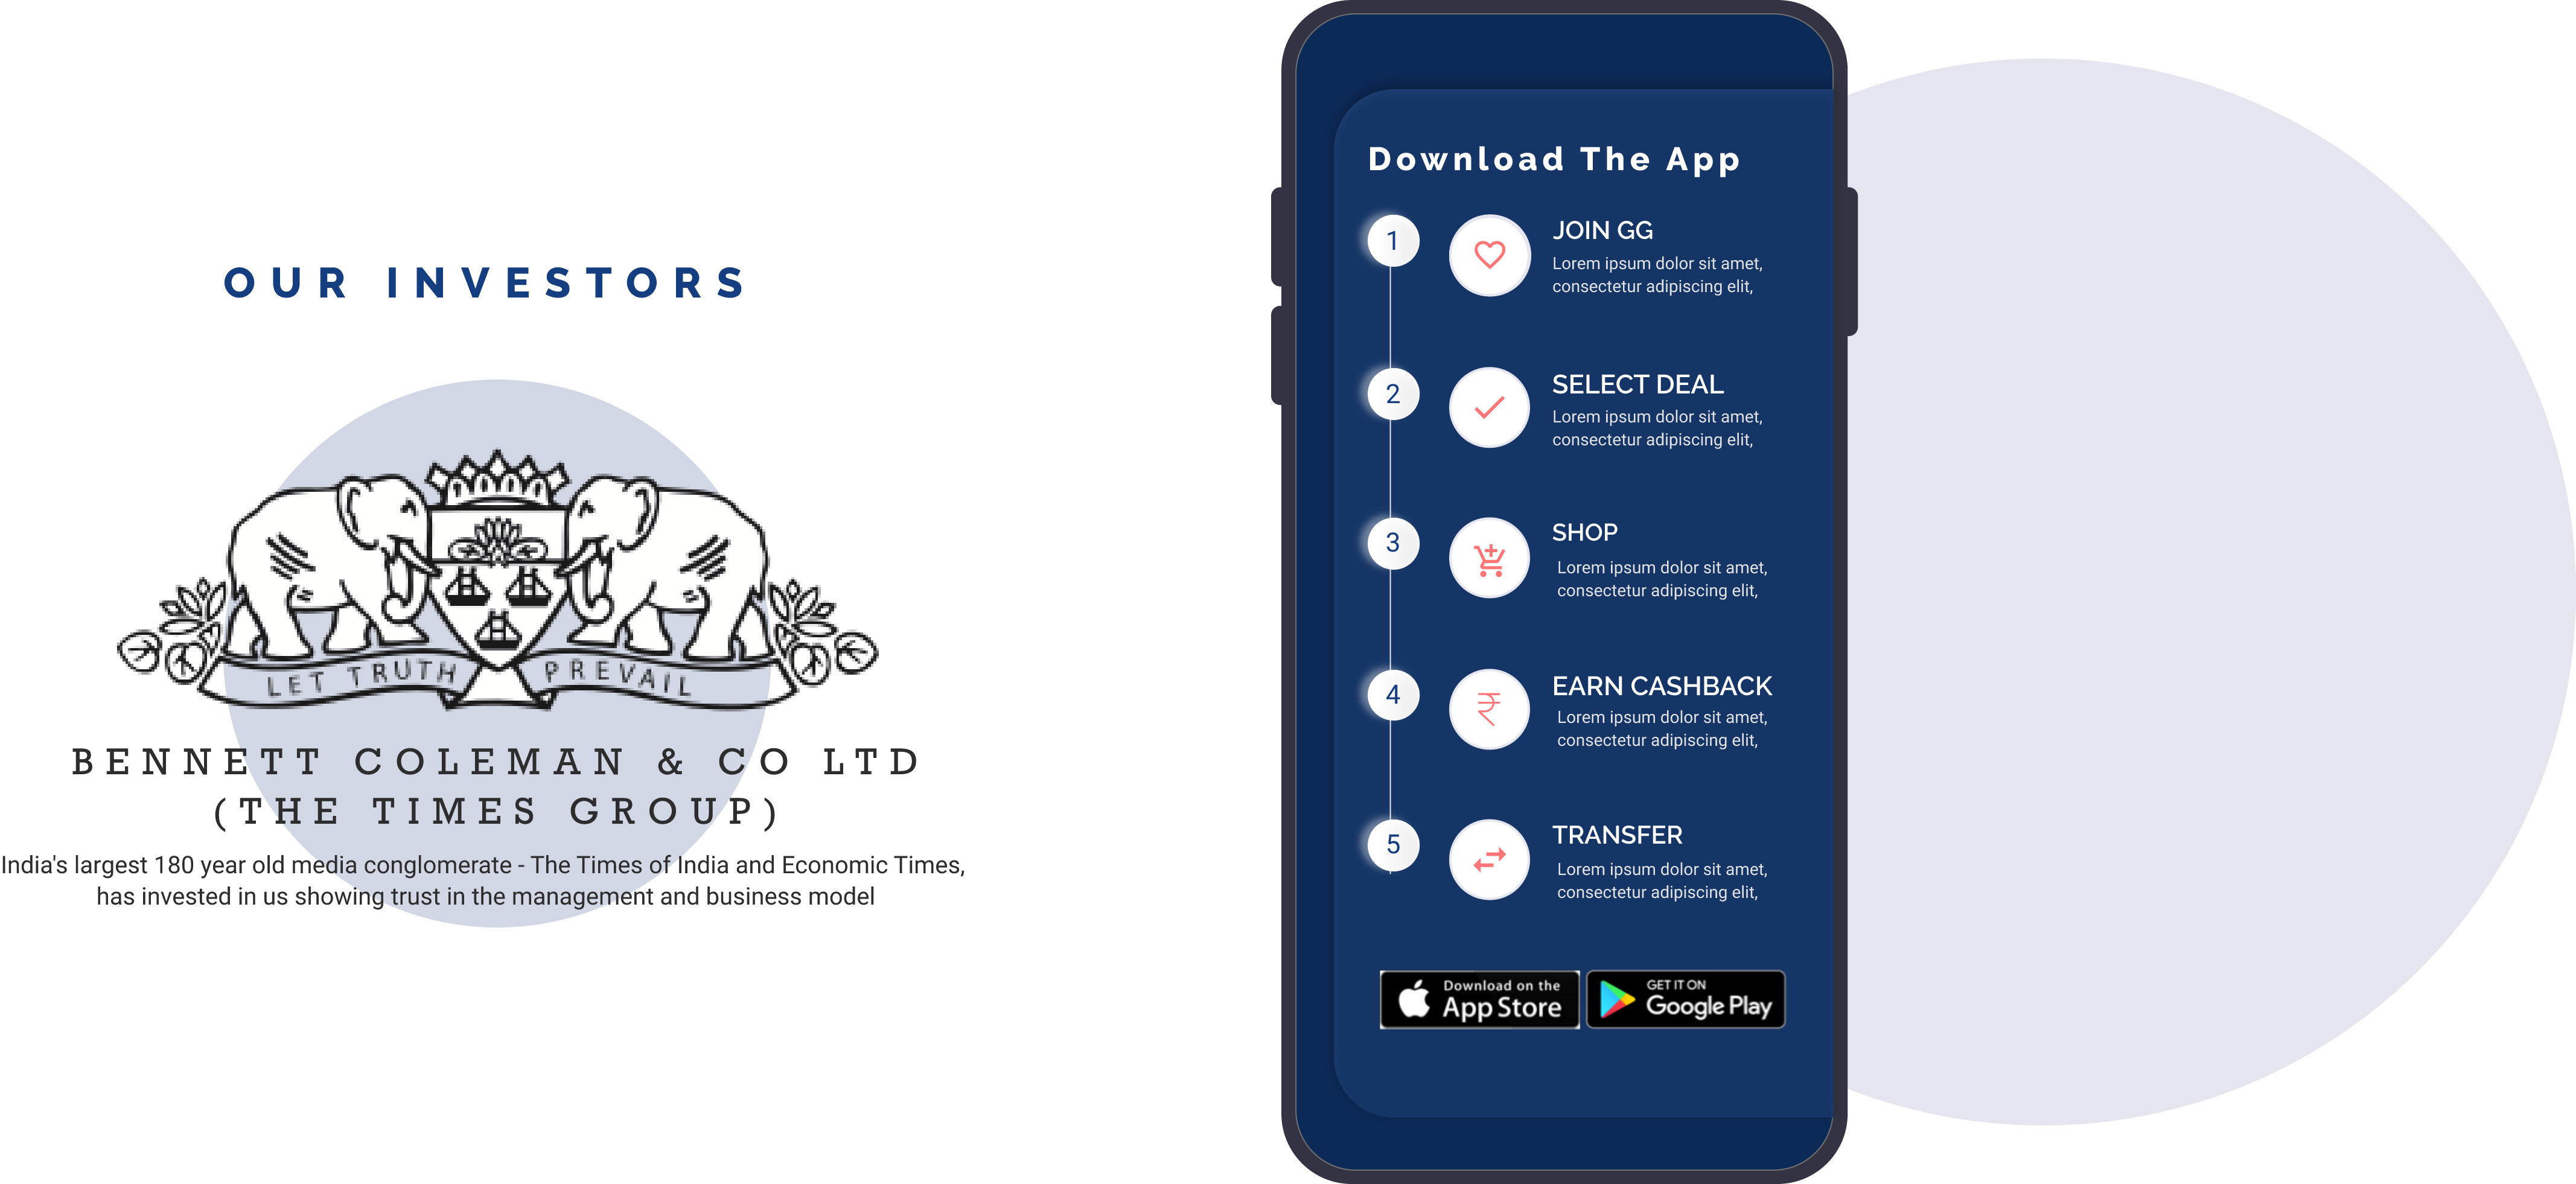 OUR INVESTORS
LET TRUTH PREVAIL
BENNETT COLEMAN & CO LTD
(THE TIMES GROUP)
India's largest 180 year old media conglomerate - The Times of India and Economic Times,
has invested in us showing trust in the management and business model
Download The App
1
JOIN GG
Lorem ipsum dolor sit amet,
consectetur adipiscing elit,
2
SELECT DEAL
Lorem ipsum dolor sit amet,
consectetur adipiscing elit,
3
SHOP
Lorem ipsum dolor sit amet,
consectetur adipiscing elit,
4
₹
EARN CASHBACK
Lorem ipsum dolor sit amet,
consectetur adipiscing elit,
5
TRANSFER
Lorem ipsum dolor sit amet,
consectetur adipiscing elit,
Download on the
App Store
GET IT ON
Google Play